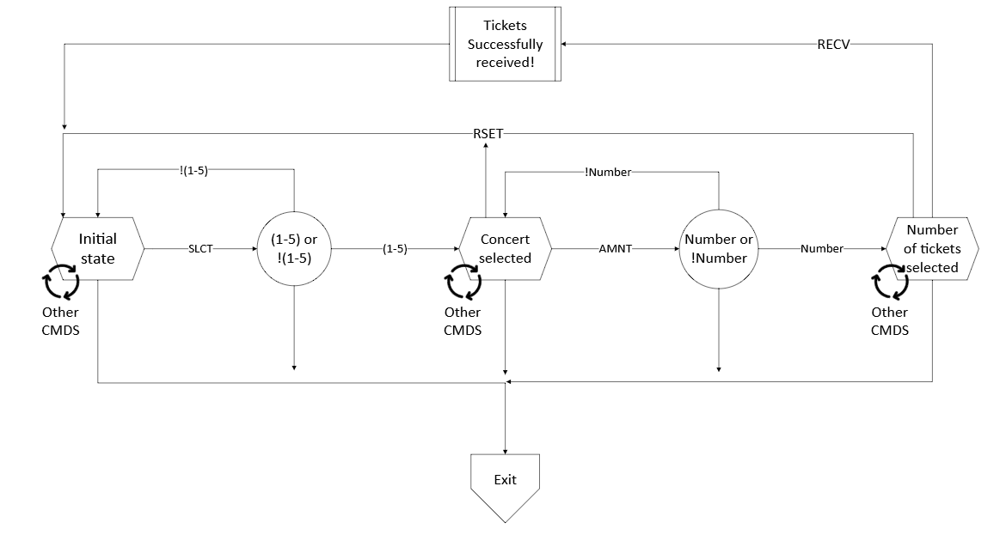 Tickets
Successfully
received!
RECV
RSET
!(1-5)
!Number
Initial
state
SLCT
(1-5) or
!(1-5)
(1-5)
Concert
selected
AMNT
Number or
!Number
Number
Number
of tickets
selected
Other
CMDS
Other
CMDS
Other
CMDS
Exit